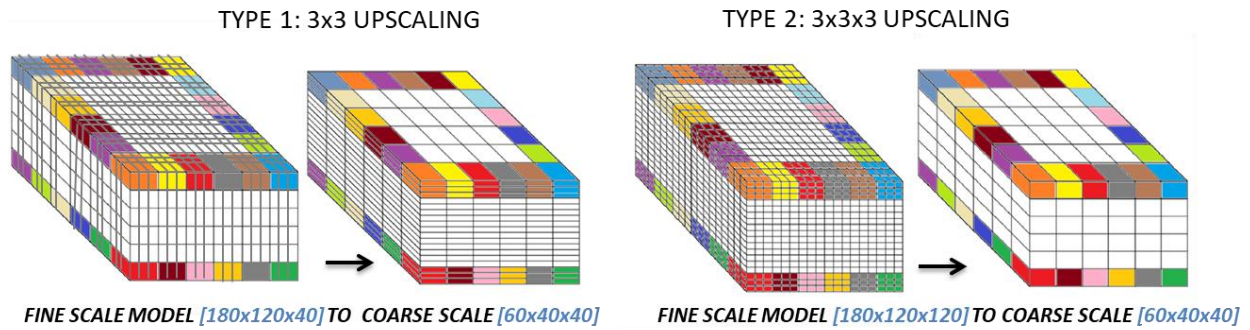 TYPE 1: 3x3 UPSCALING
FINE SCALE MODEL [180x120x40] TO COARSE SCALE [60x40x40]
TYPE 2: 3x3x3 UPSCALING
FINE SCALE MODEL [180x120x120] TO COARSE SCALE [60x40x40]